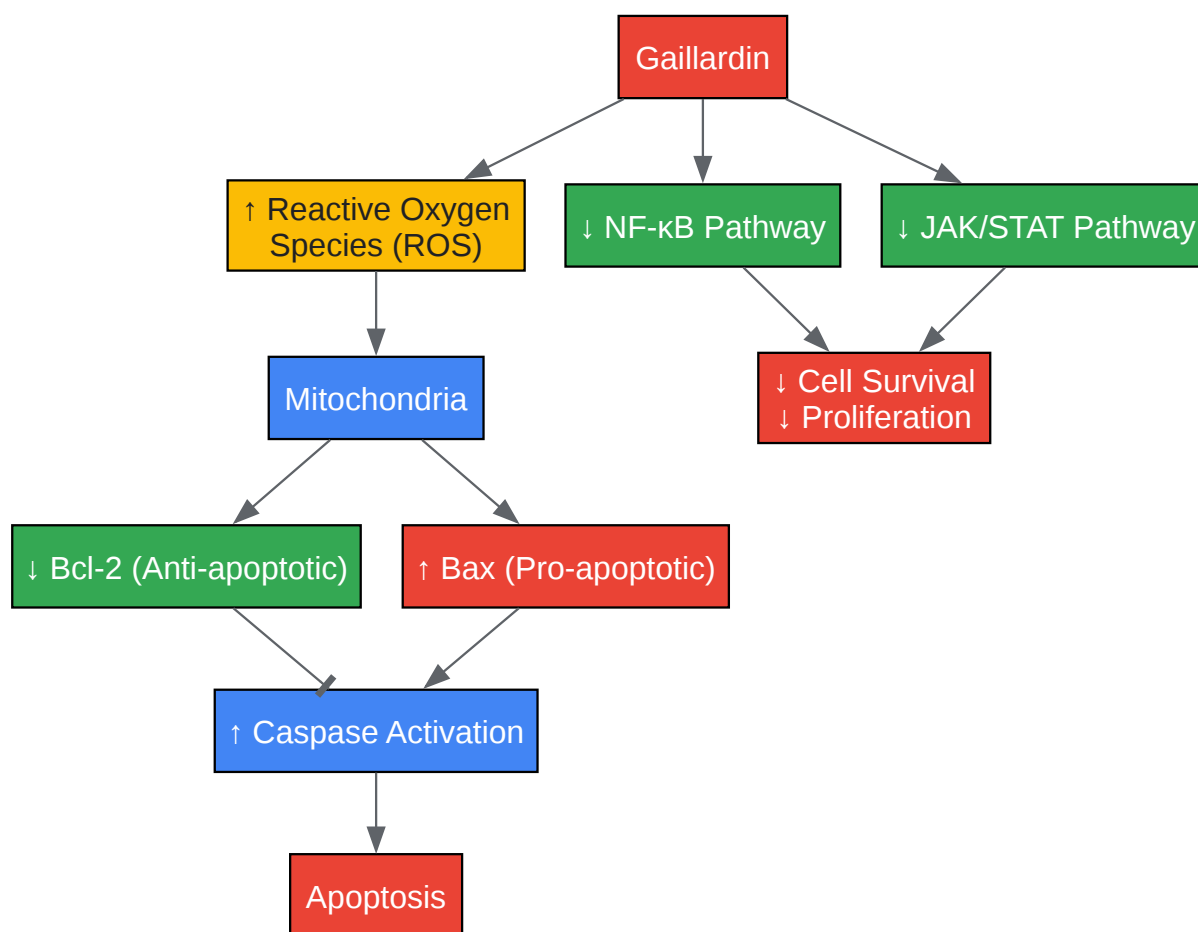 Gaillardin
↑ Reactive Oxygen
Species (ROS)
↓ NF-κB Pathway
↓ JAK/STAT Pathway
Mitochondria
↓ Cell Survival
↓ Proliferation
↓ Bcl-2 (Anti-apoptotic)
↑ Bax (Pro-apoptotic)
↑ Caspase Activation
Apoptosis